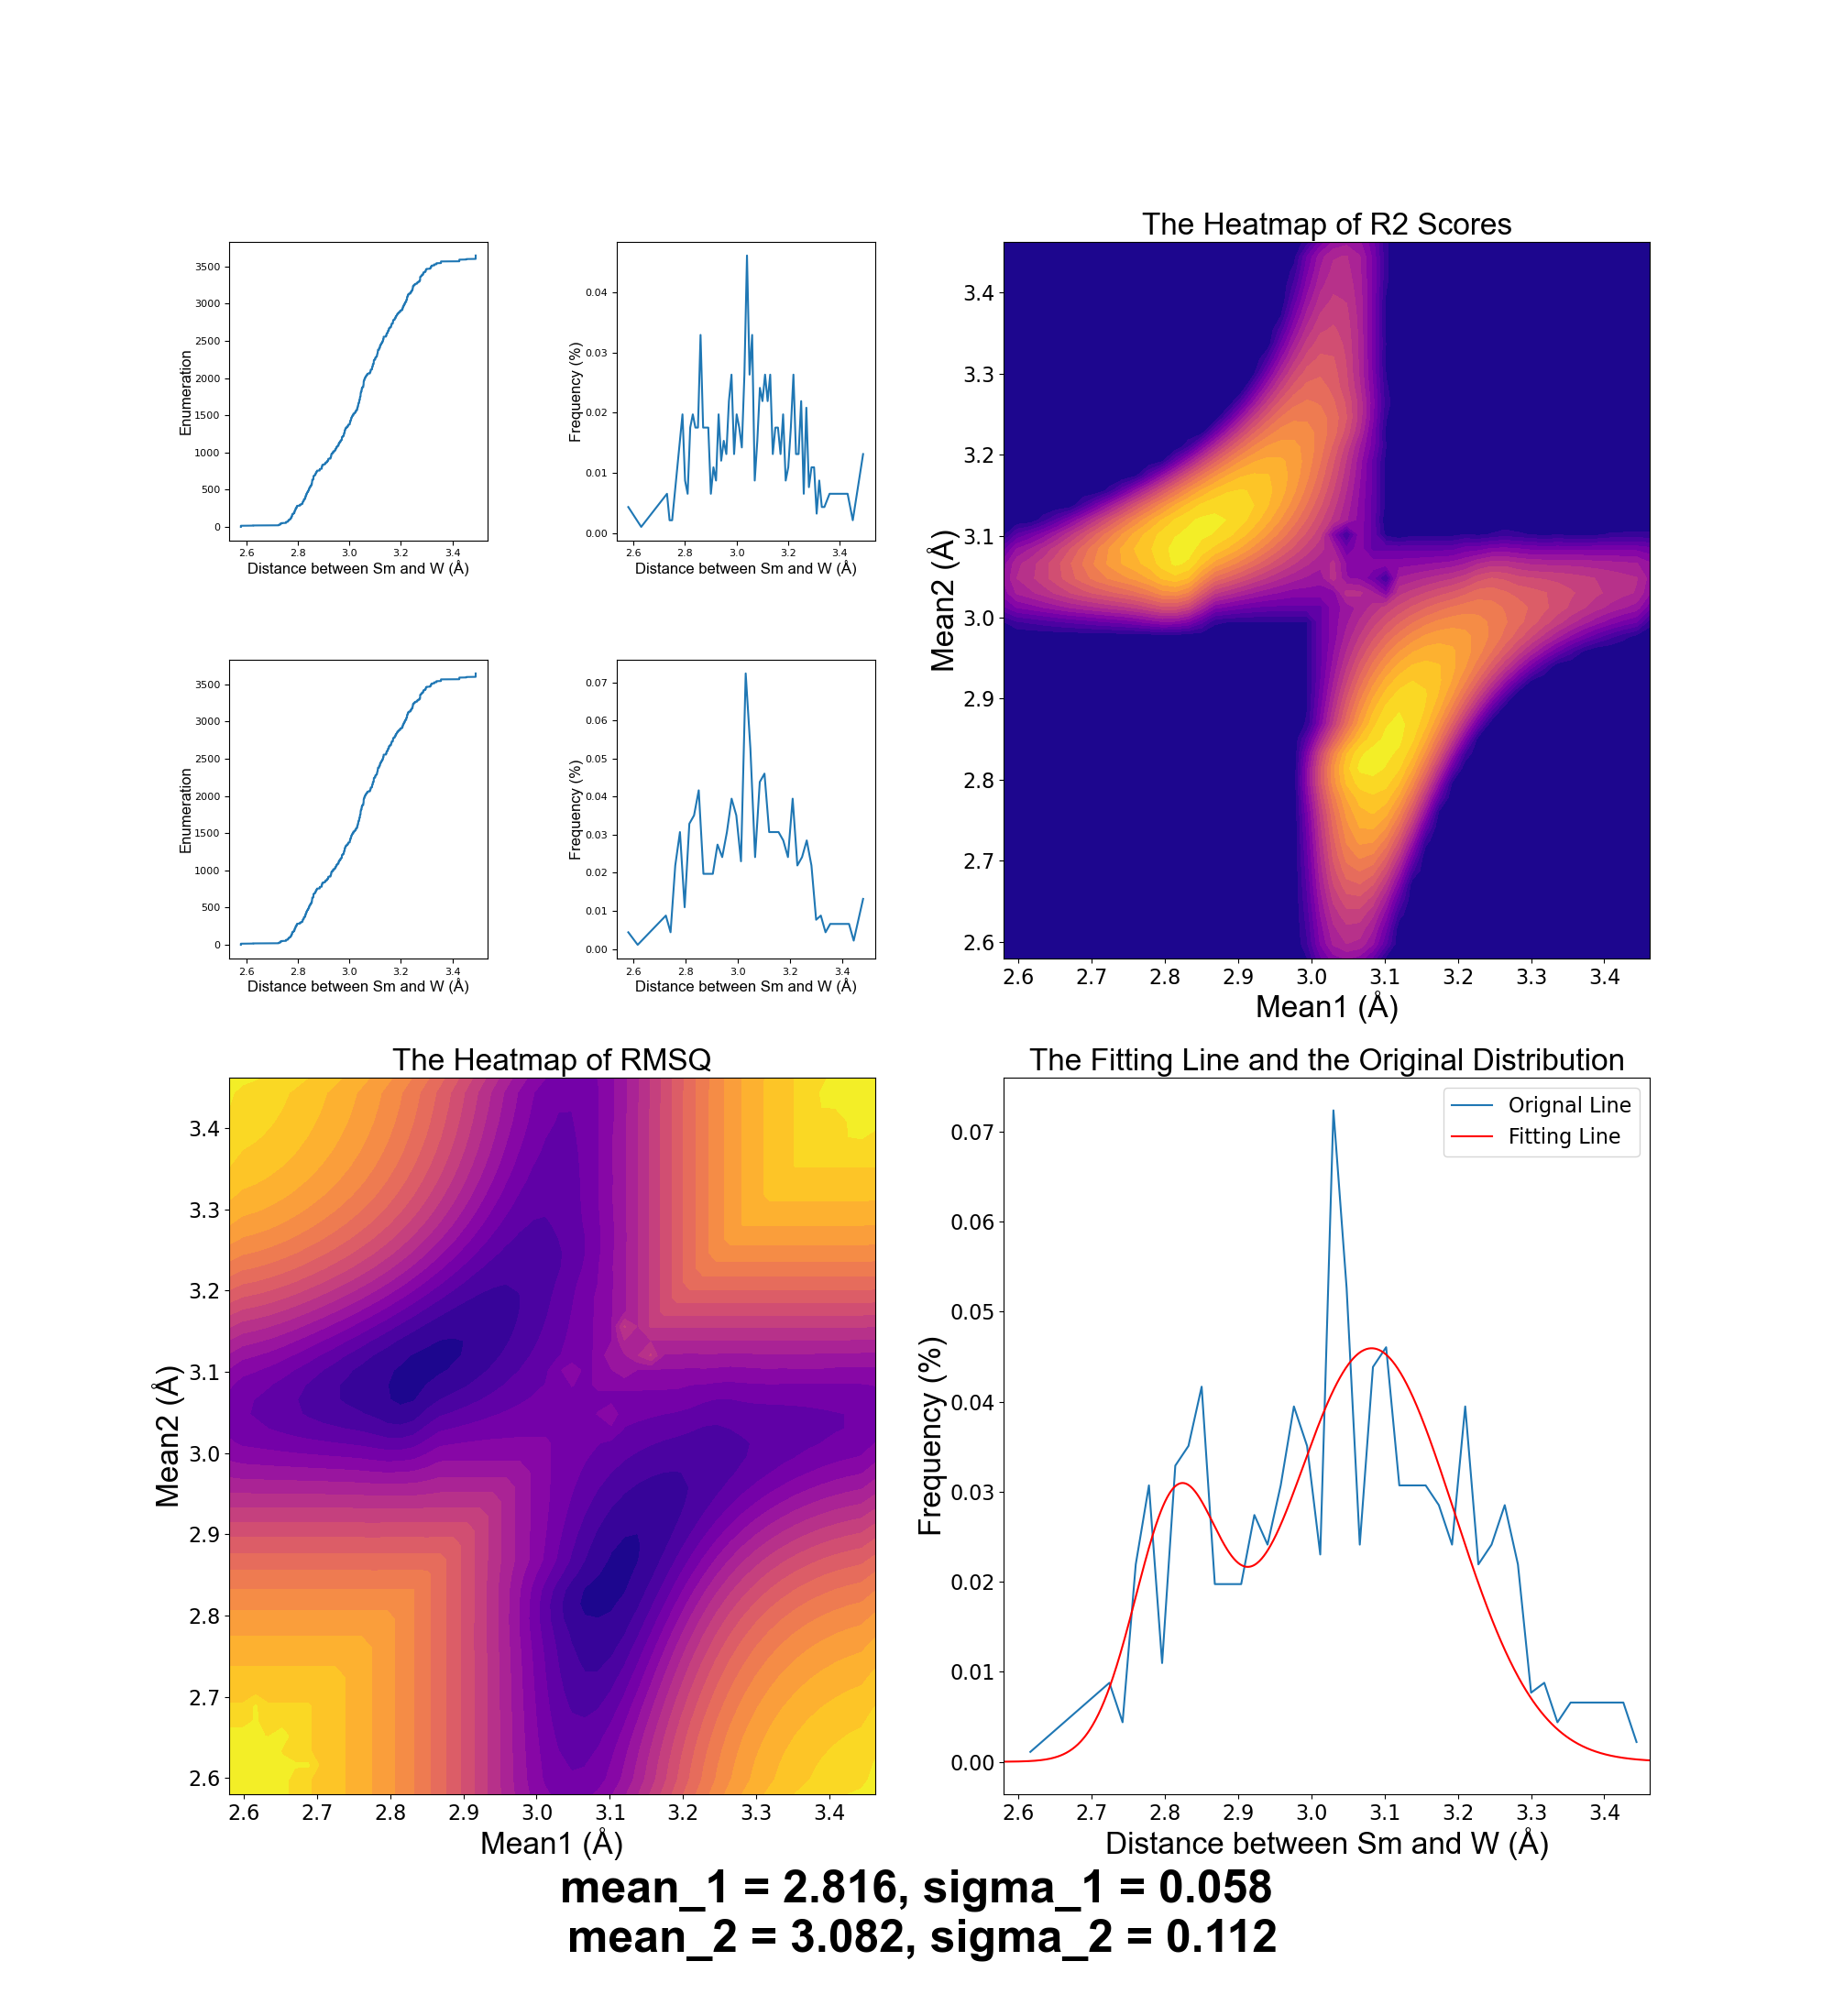 3500
3000
2500
2000
1500
1000
500
0
Enumeration
2.6 2.8 3.0 3.2 3.4
Distance between Sm and W (Å)
0.04
0.03
0.02
0.01
0.00
Frequency (%)
2.6 2.8 3.0 3.2 3.4
Distance between Sm and W (Å)
The Heatmap of R2 Scores
3.4
3.3
3.2
3.1
3.0
2.9
2.8
2.7
2.6
Mean2 (Å)
2.6 2.7 2.8 2.9 3.0 3.1 3.2 3.3 3.4
Mean1 (Å)
3500
3000
2500
2000
1500
1000
500
0
Enumeration
2.6 2.8 3.0 3.2 3.4
Distance between Sm and W (Å)
0.07
0.06
0.05
0.04
0.03
0.02
0.01
0.00
Frequency (%)
2.6 2.8 3.0 3.2 3.4
Distance between Sm and W (Å)
The Heatmap of RMSQ
3.4
3.3
3.2
3.1
3.0
2.9
2.8
2.7
2.6
Mean2 (Å)
2.6 2.7 2.8 2.9 3.0 3.1 3.2 3.3 3.4
Mean1 (Å)
The Fitting Line and the Original Distribution
Orignal Line
Fitting Line
0.07
0.06
0.05
0.04
0.03
0.02
0.01
0.00
Frequency (%)
2.6 2.7 2.8 2.9 3.0 3.1 3.2 3.3 3.4
Distance between Sm and W (Å)
mean_1 = 2.816, sigma_1 = 0.058
mean_2 = 3.082, sigma_2 = 0.112